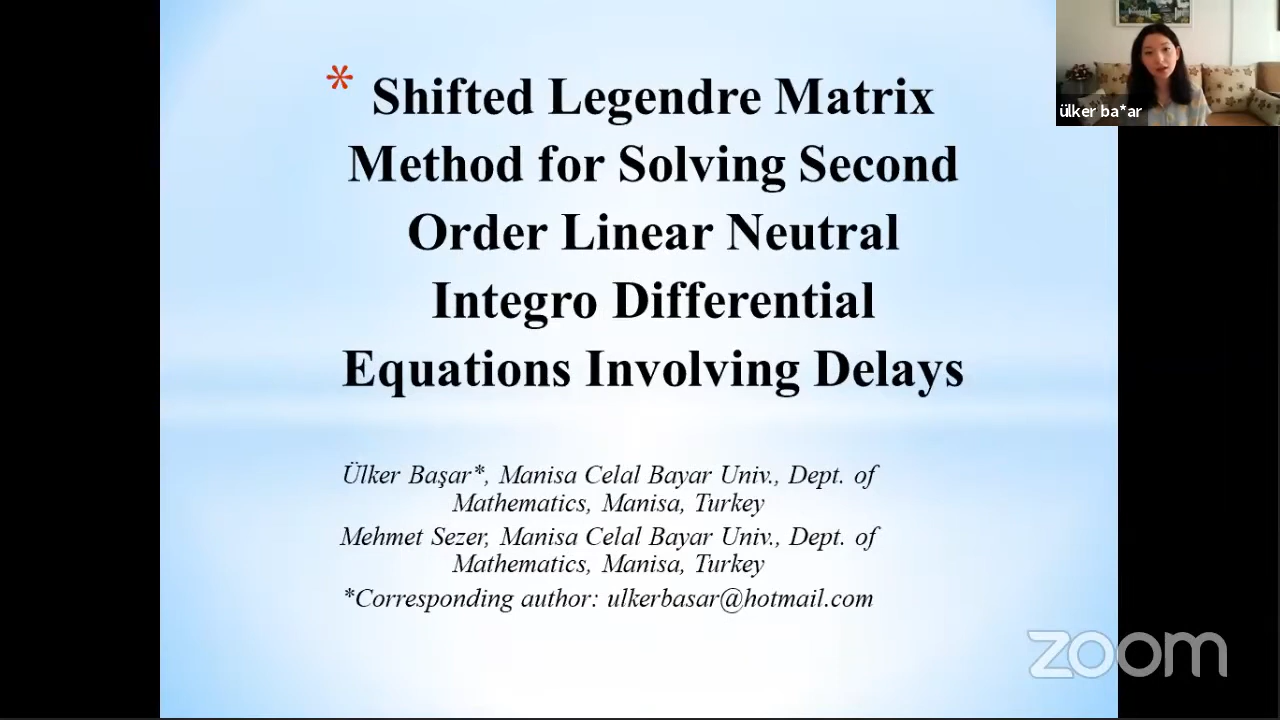 * Shifted Legendre Matrix
Method for Solving Second
Order Linear Neutral
Integro Differential
Equations Involving Delays
Ülker Başar*, Manisa Celal Bayar Univ., Dept. of
Mathematics, Manisa, Turkey
Mehmet Sezer, Manisa Celal Bayar Univ., Dept. of
Mathematics, Manisa, Turkey
*Corresponding author: ulkerbasar@hotmail.com
ülker ba*ar
zoom